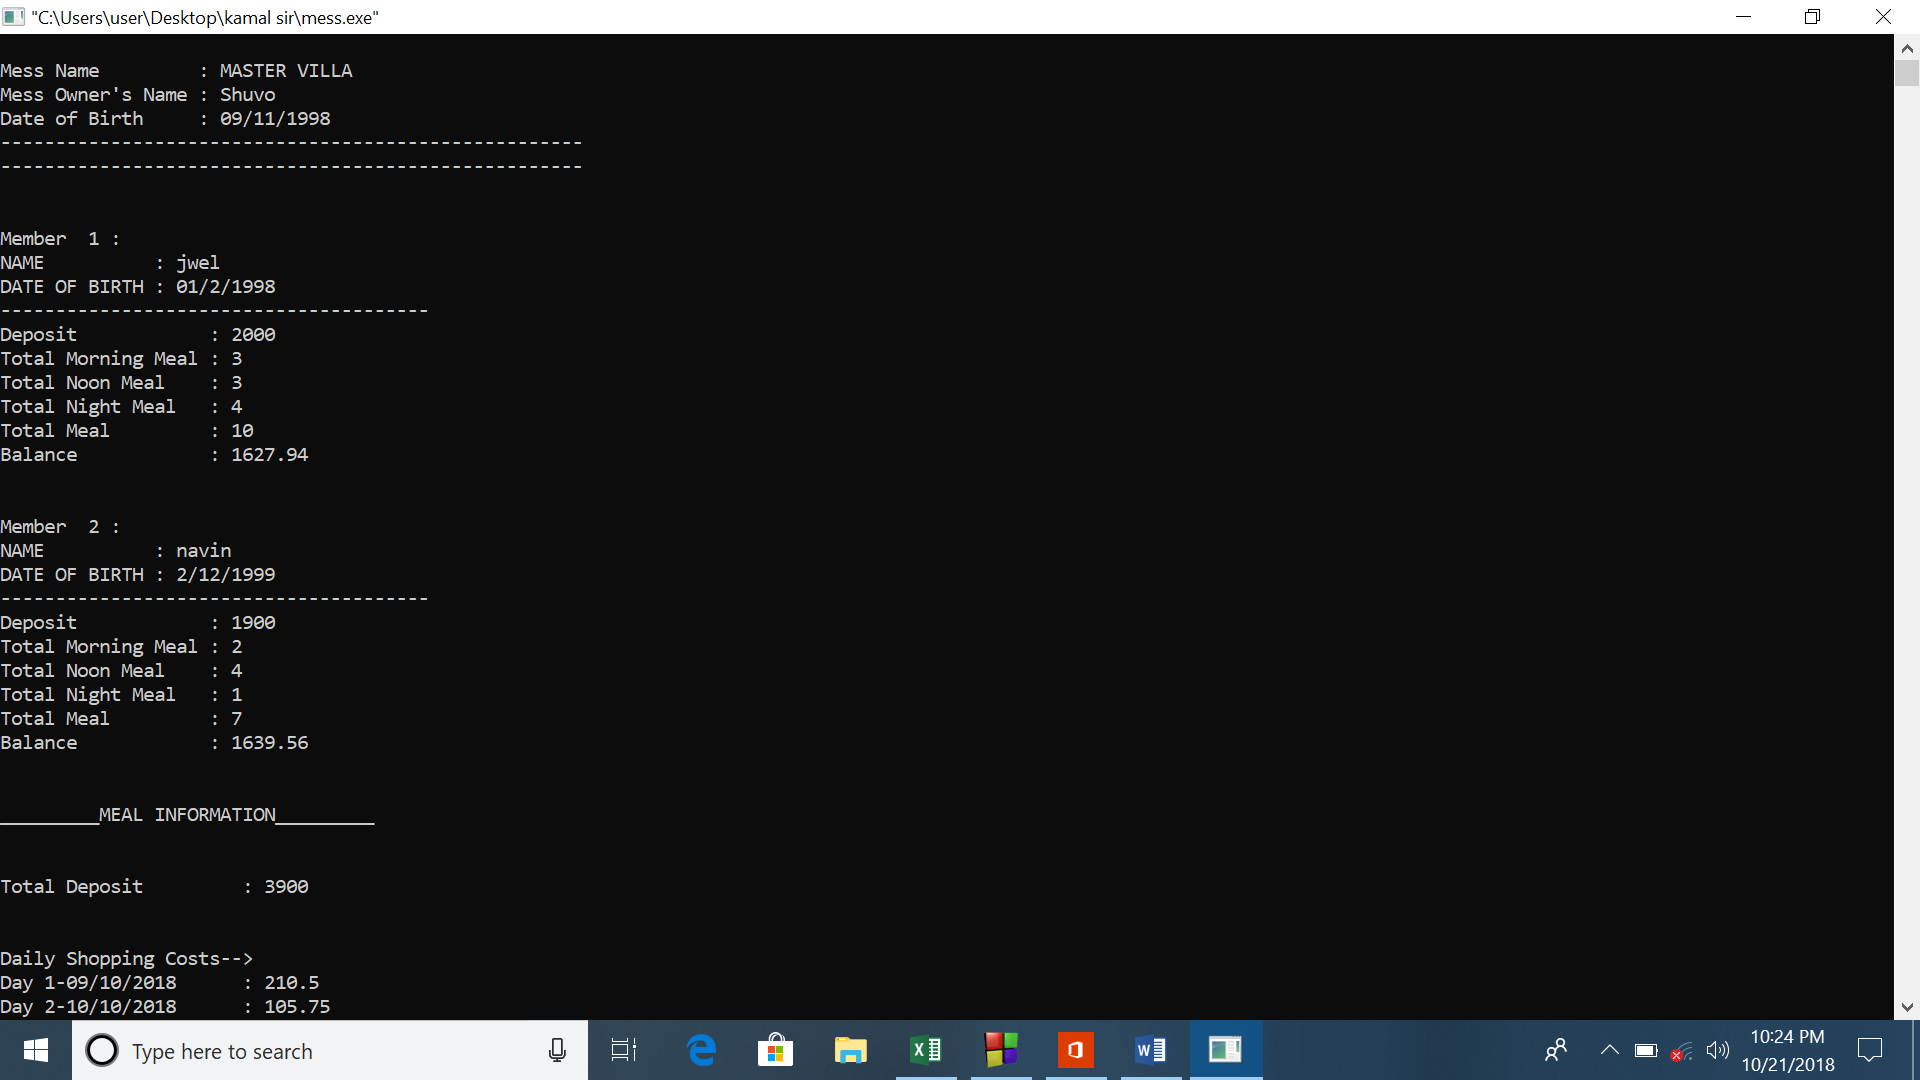 "C:\Users\user\Desktop\kamal sir\mess.exe"
Mess Name         : MASTER VILLA
Mess Owner's Name : Shuvo
Date of Birth     : 09/11/1998
-----------------------------------------------------
-----------------------------------------------------
Member  1 :
NAME          : jwel
DATE OF BIRTH : 01/2/1998
---------------------------------------
Deposit            : 2000
Total Morning Meal : 3
Total Noon Meal    : 3
Total Night Meal   : 4
Total Meal         : 10
Balance            : 1627.94
Member  2 :
NAME          : navin
DATE OF BIRTH : 2/12/1999
---------------------------------------
Deposit            : 1900
Total Morning Meal : 2
Total Noon Meal    : 4
Total Night Meal   : 1
Total Meal         : 7
Balance            : 1639.56
_________MEAL INFORMATION_________
Total Deposit         : 3900
Daily Shopping Costs-->
Day 1-09/10/2018      : 210.5
Day 2-10/10/2018      : 105.75
Type here to search
10:24 PM
10/21/2018